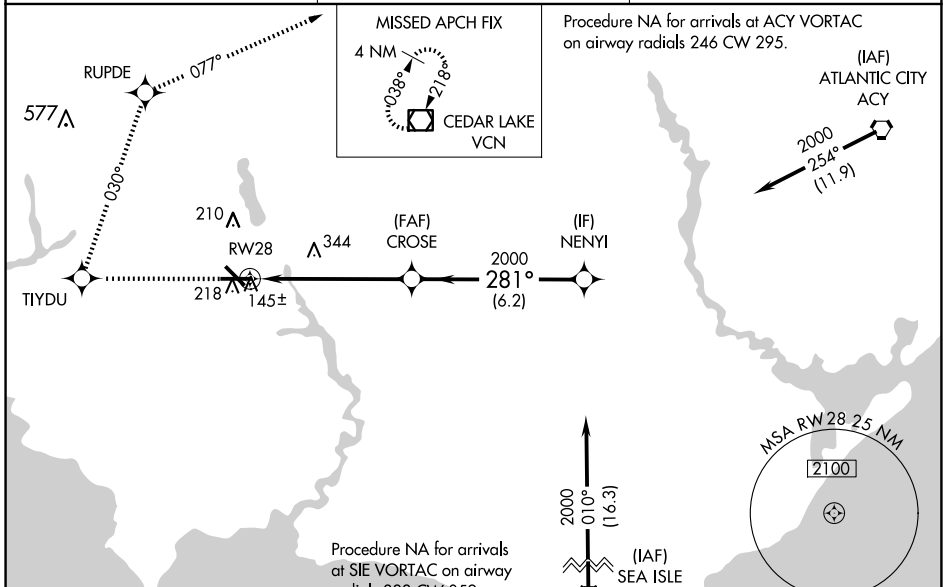 MISSED APCH FIX
4 NM
038°
218°
CEDAR LAKE
VCN
Procedure NA for arrivals at ACY VORTAC
on airway radials 246 CW 295.
(IAF)
ATLANTIC CITY
ACY
2000
254°
(11.9)
RUPDE
077°
577
030°
210
RW28
344
(FAF)
CROSE
(IF)
NENYI
2000
281°
(6.2)
TIYDU
218
145±
MSA RW28 25 NM
2100
2000
010°
(16.3)
Procedure NA for arrivals
at SIE VORTAC on airway
(IAF)
SEA ISLE